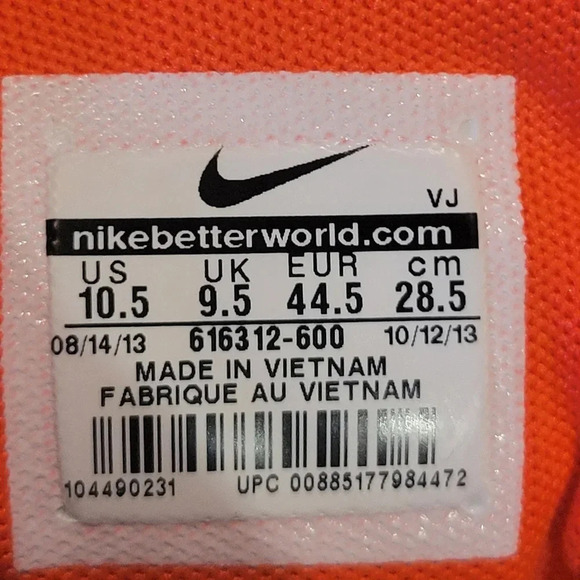 VJ
nikebetterworld.com
US UK EUR cm
10.5 9.5 44.5 28.5
08/14/13 616312-600 10/12/13
MADE IN VIETNAM
FABRIQUE AU VIETNAM
104490231 UPC 00885177984472